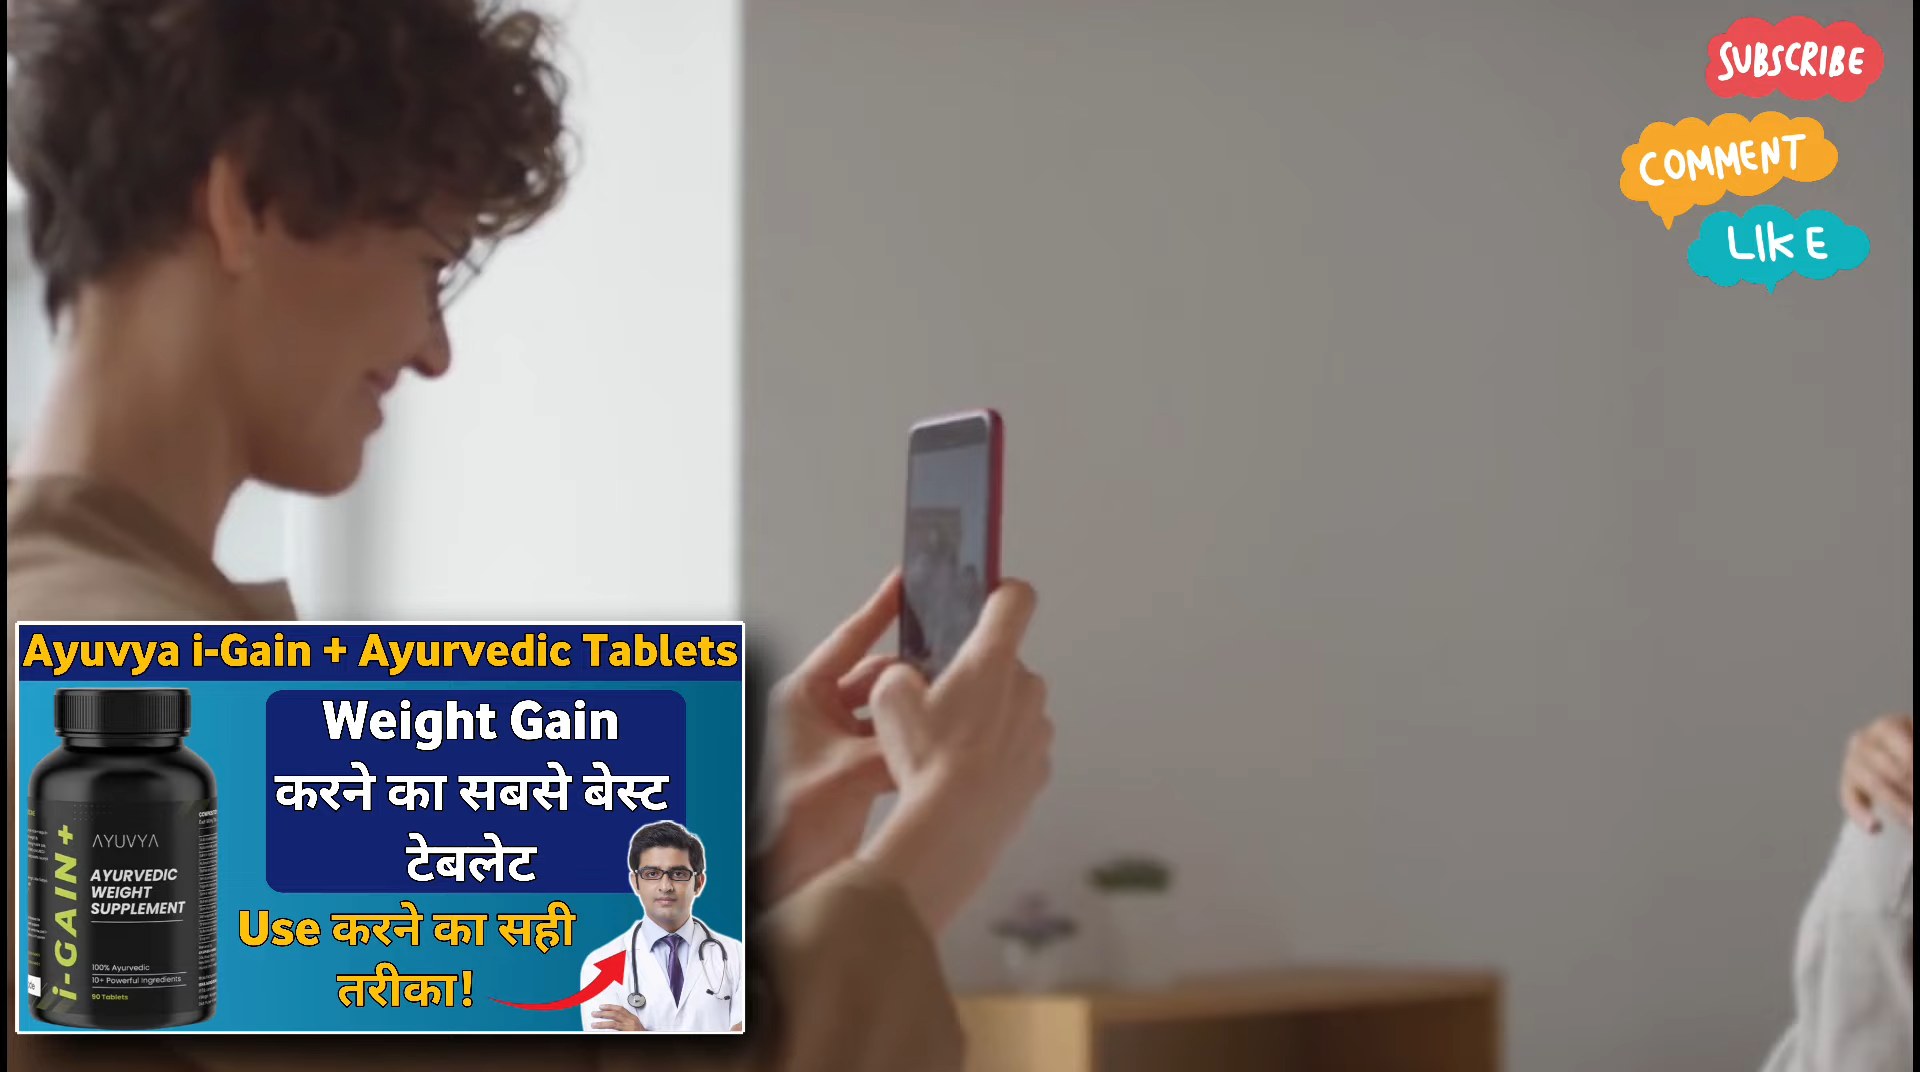 SUBSCRIBE
COMMENT
LIKE
Ayuvya i-Gain + Ayurvedic Tablets
Weight Gain
करने का सबसे बेस्ट
टेबलेट
Use करने का सही
तरीका!
i-GAIN+
AYUVYA
AYURVEDIC
WEIGHT
SUPPLEMENT
100% Ayurvedic
10+ Powerful Ingredients
90 Tablets